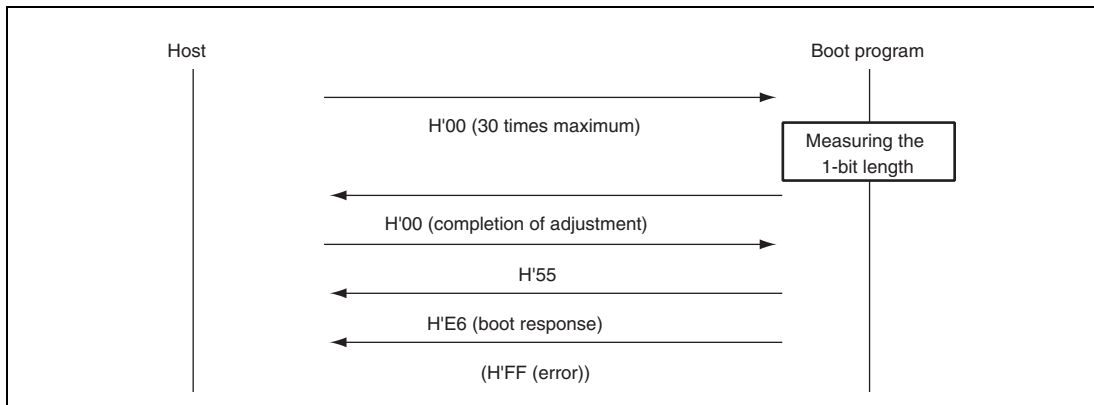 Host
Boot program
H'00 (30 times maximum)
Measuring the
1-bit length
H'00 (completion of adjustment)
H'55
H'E6 (boot response)
(H'FF (error))